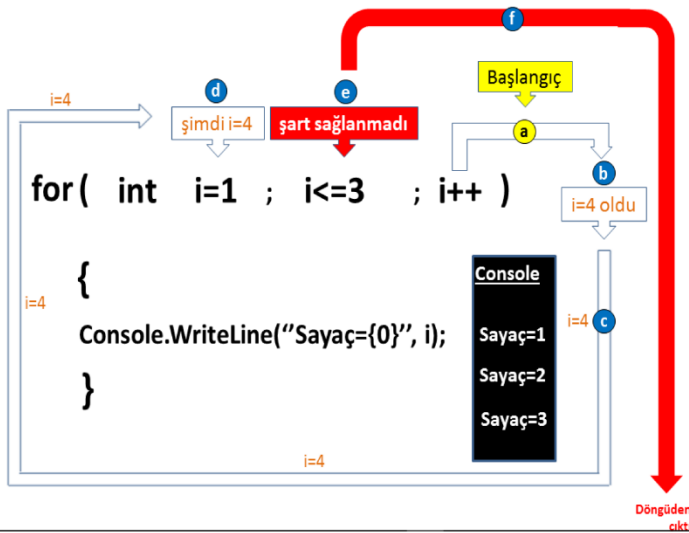 f
Başlangıç
i=4
d
e
şimdi i=4
şart sağlanmadı
a
b
for ( int i=1 ; i<=3 ; i++ )
i=4 oldu
{
Console
i=4
Console.WriteLine(‘’Sayaç={0}’’, i);
Sayaç=1
i=4
c
Sayaç=2
}
Sayaç=3
i=4
Döngüden
çıkt